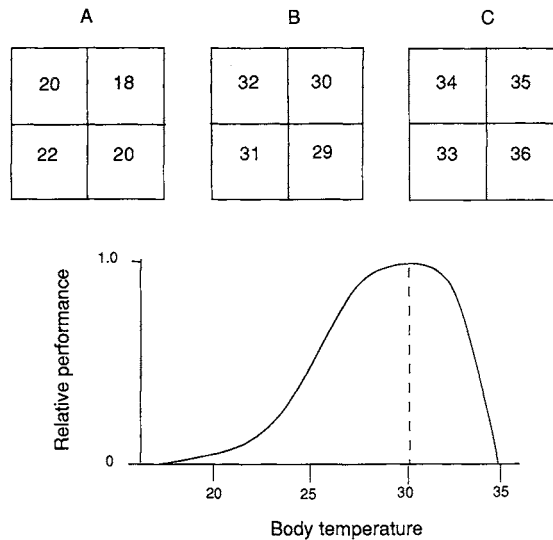 A B C
20 18 32 30 34 35
22 20 31 29 33 36
1.0
Relative performance
0
20 25 30 35
Body temperature